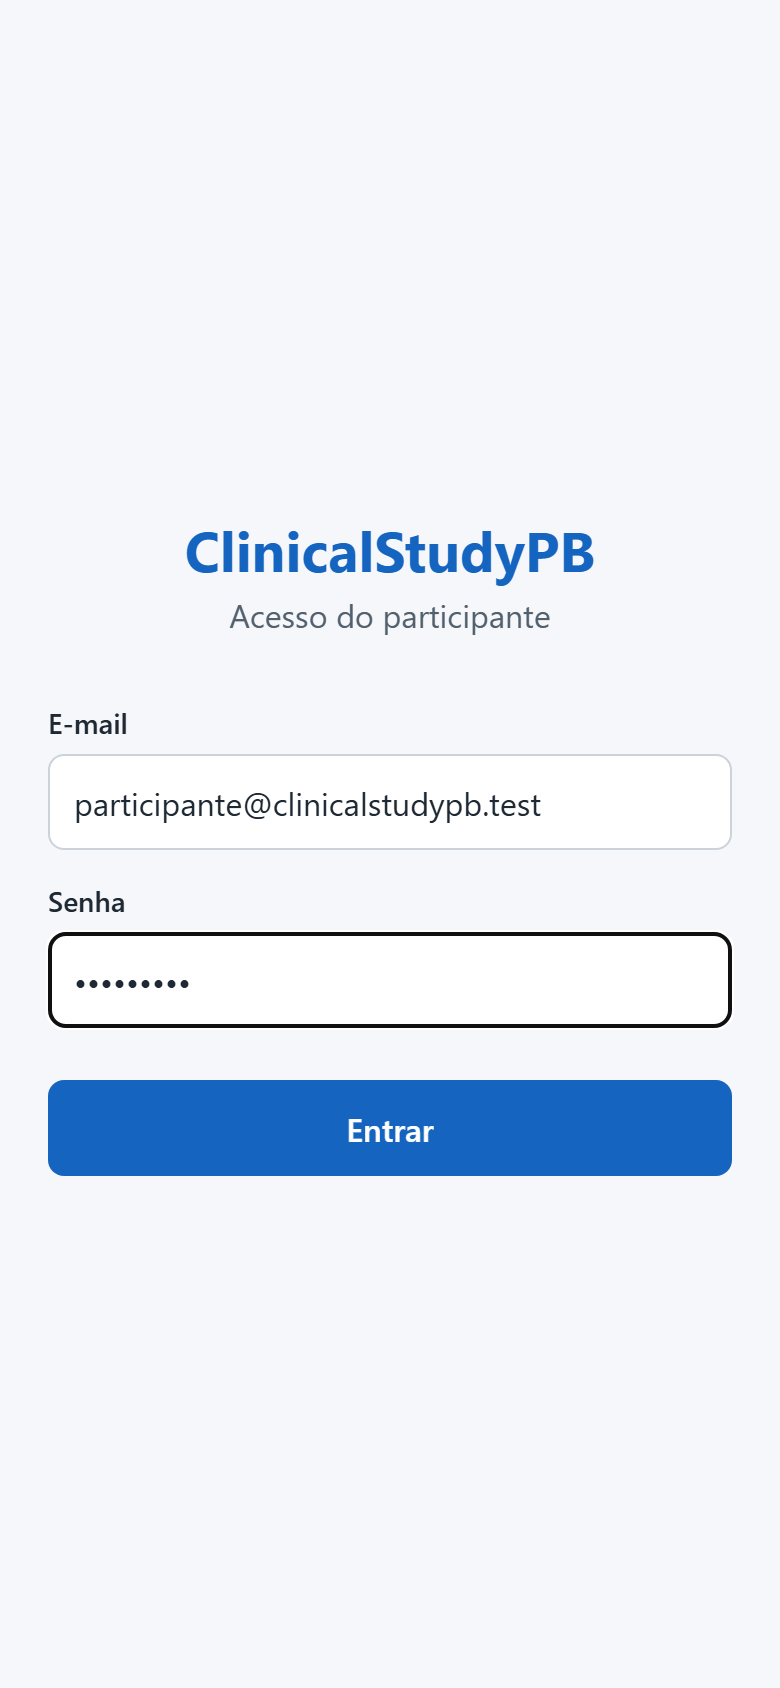 ClinicalStudyPB
Acesso do participante
E-mail
participante@clinicalstudypb.test
Senha
•••••••••
Entrar